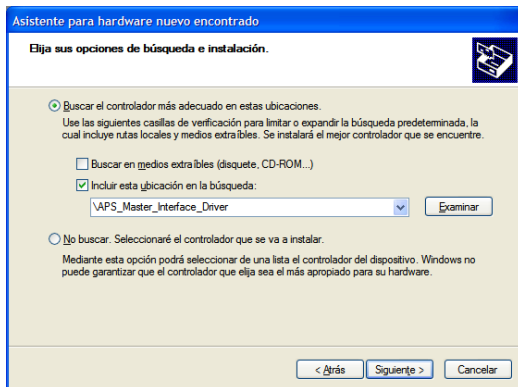 Asistente para hardware nuevo encontrado
Elija sus opciones de búsqueda e instalación.
Buscar el controlador más adecuado en estas ubicaciones.
Use las siguientes casillas de verificación para limitar o expandir la búsqueda predeterminada, la
cual incluye rutas locales y medios extraíbles. Se instalará el mejor controlador que se encuentre.
Buscar en medios extraíbles (disquete, CD-ROM...)
Incluir esta ubicación en la búsqueda:
\APS_Master_Interface_Driver
Examinar
No buscar. Seleccionaré el controlador que se va a instalar.
Mediante esta opción podrá seleccionar de una lista el controlador del dispositivo. Windows no
puede garantizar que el controlador que elija sea el más apropiado para su hardware.
< Atrás Siguiente > Cancelar